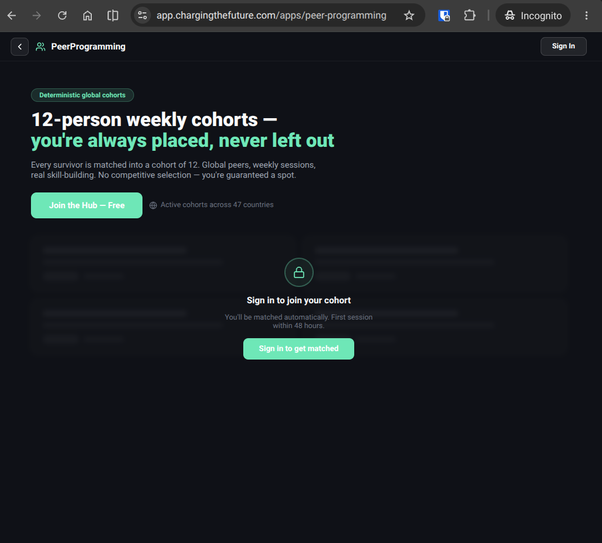 app.chargingthefuture.com/apps/peer-programming
Incognito
PeerProgramming
Sign In
Deterministic global cohorts
12-person weekly cohorts —
you're always placed, never left out
Every survivor is matched into a cohort of 12. Global peers, weekly sessions,
real skill-building. No competitive selection — you're guaranteed a spot.
Join the Hub — Free
Active cohorts across 47 countries
Sign in to join your cohort
You'll be matched automatically. First session
within 48 hours.
Sign in to get matched